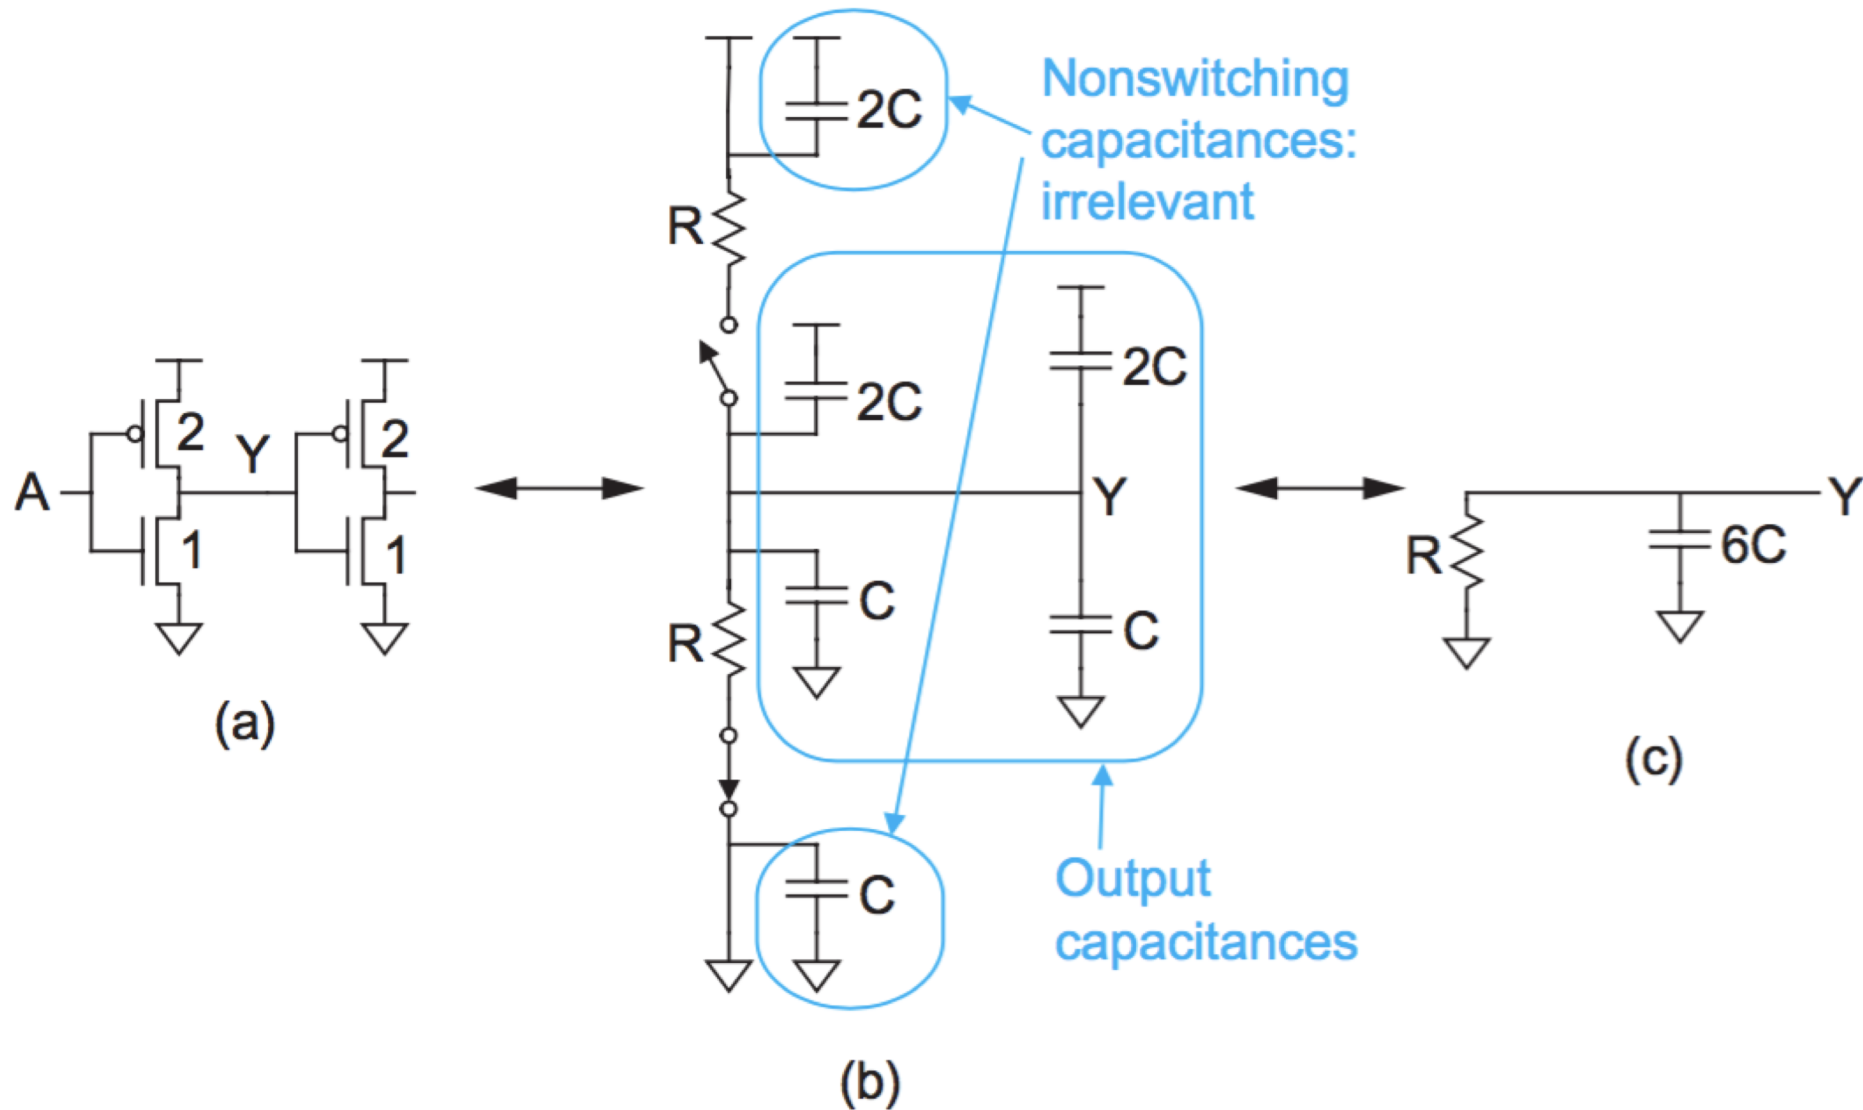 A
2
1
Y
2
1
(a)
2C
R
2C
2C
Y
C
R
C
C
Nonswitching
capacitances:
irrelevant
Output
capacitances
(b)
Y
R
6C
(c)